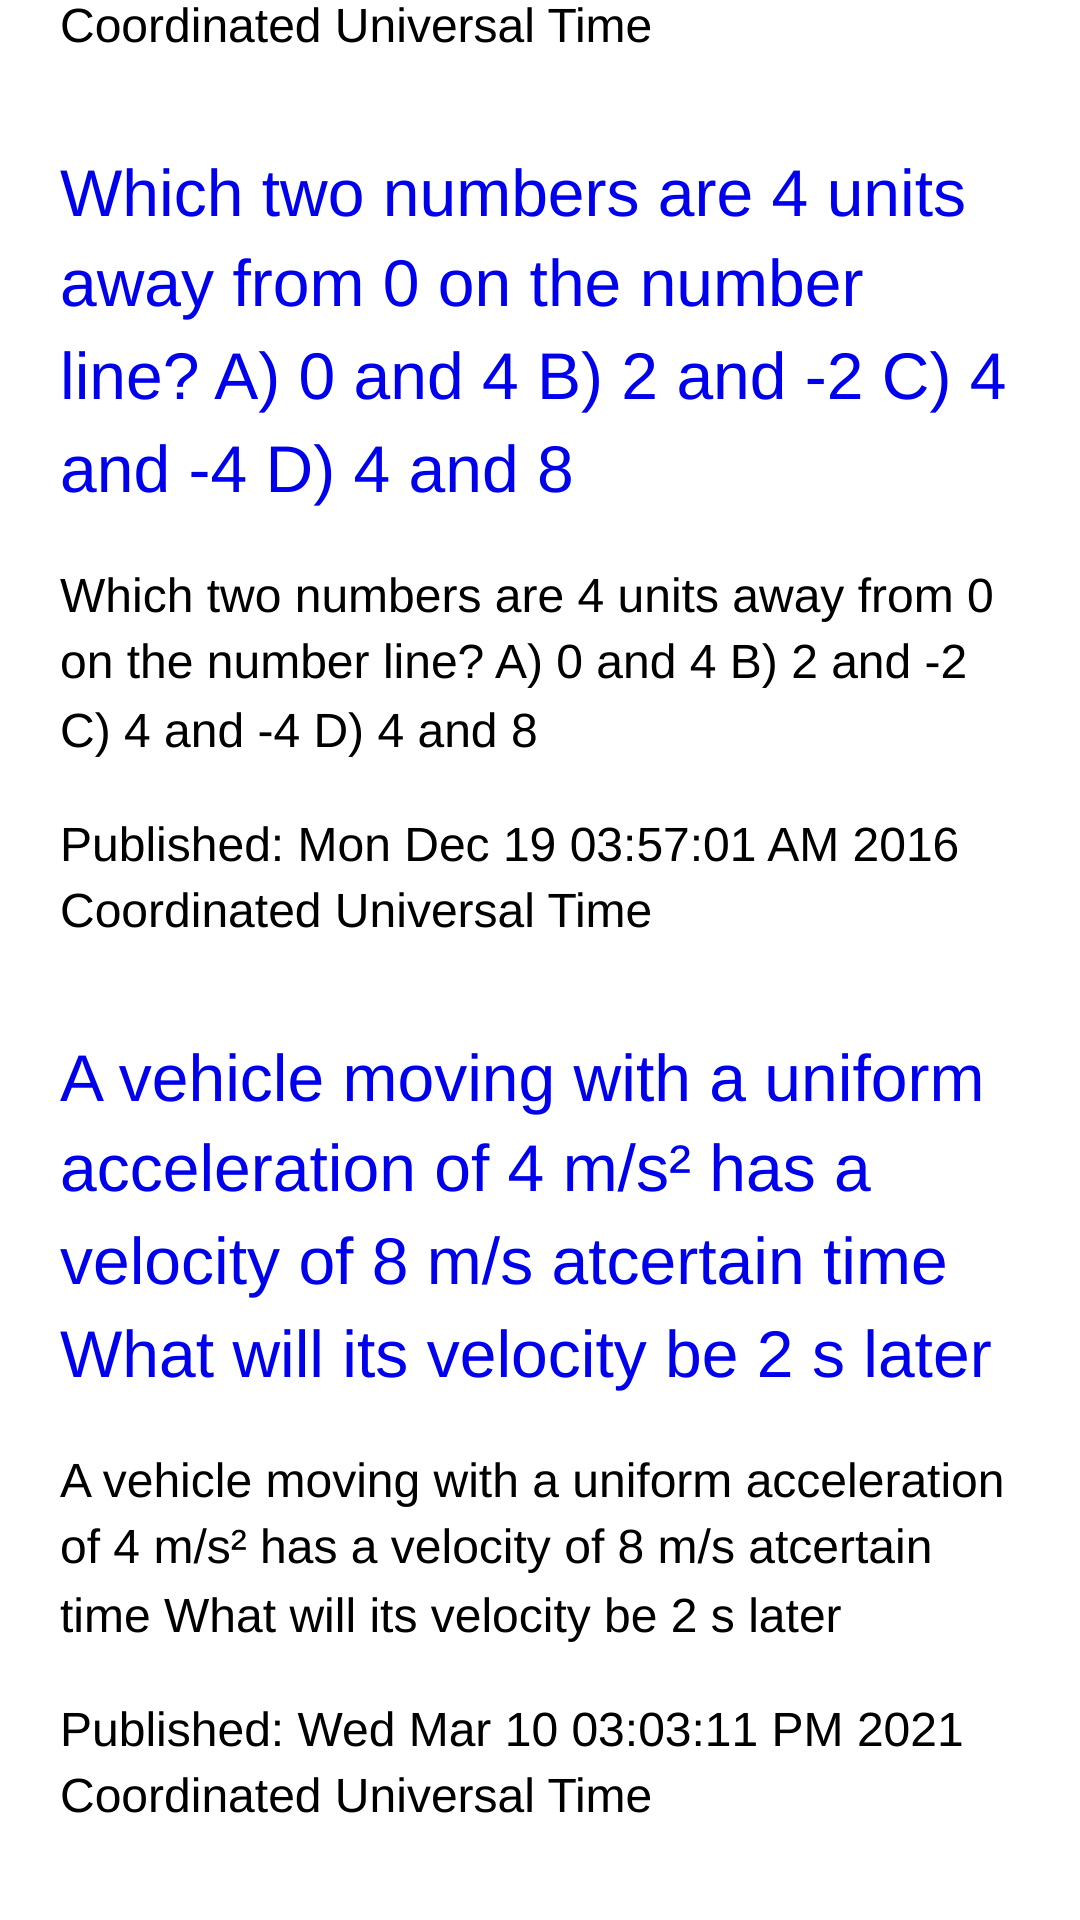 Coordinated Universal Time
Which two numbers are 4 units
away from 0 on the number
line? A) 0 and 4 B) 2 and -2 C) 4
and -4 D) 4 and 8
Which two numbers are 4 units away from 0
on the number line? A) 0 and 4 B) 2 and -2
C) 4 and -4 D) 4 and 8
Published: Mon Dec 19 03:57:01 AM 2016
Coordinated Universal Time
A vehicle moving with a uniform
acceleration of 4 m/s² has a
velocity of 8 m/s atcertain time
What will its velocity be 2 s later
A vehicle moving with a uniform acceleration
of 4 m/s² has a velocity of 8 m/s atcertain
time What will its velocity be 2 s later
Published: Wed Mar 10 03:03:11 PM 2021
Coordinated Universal Time